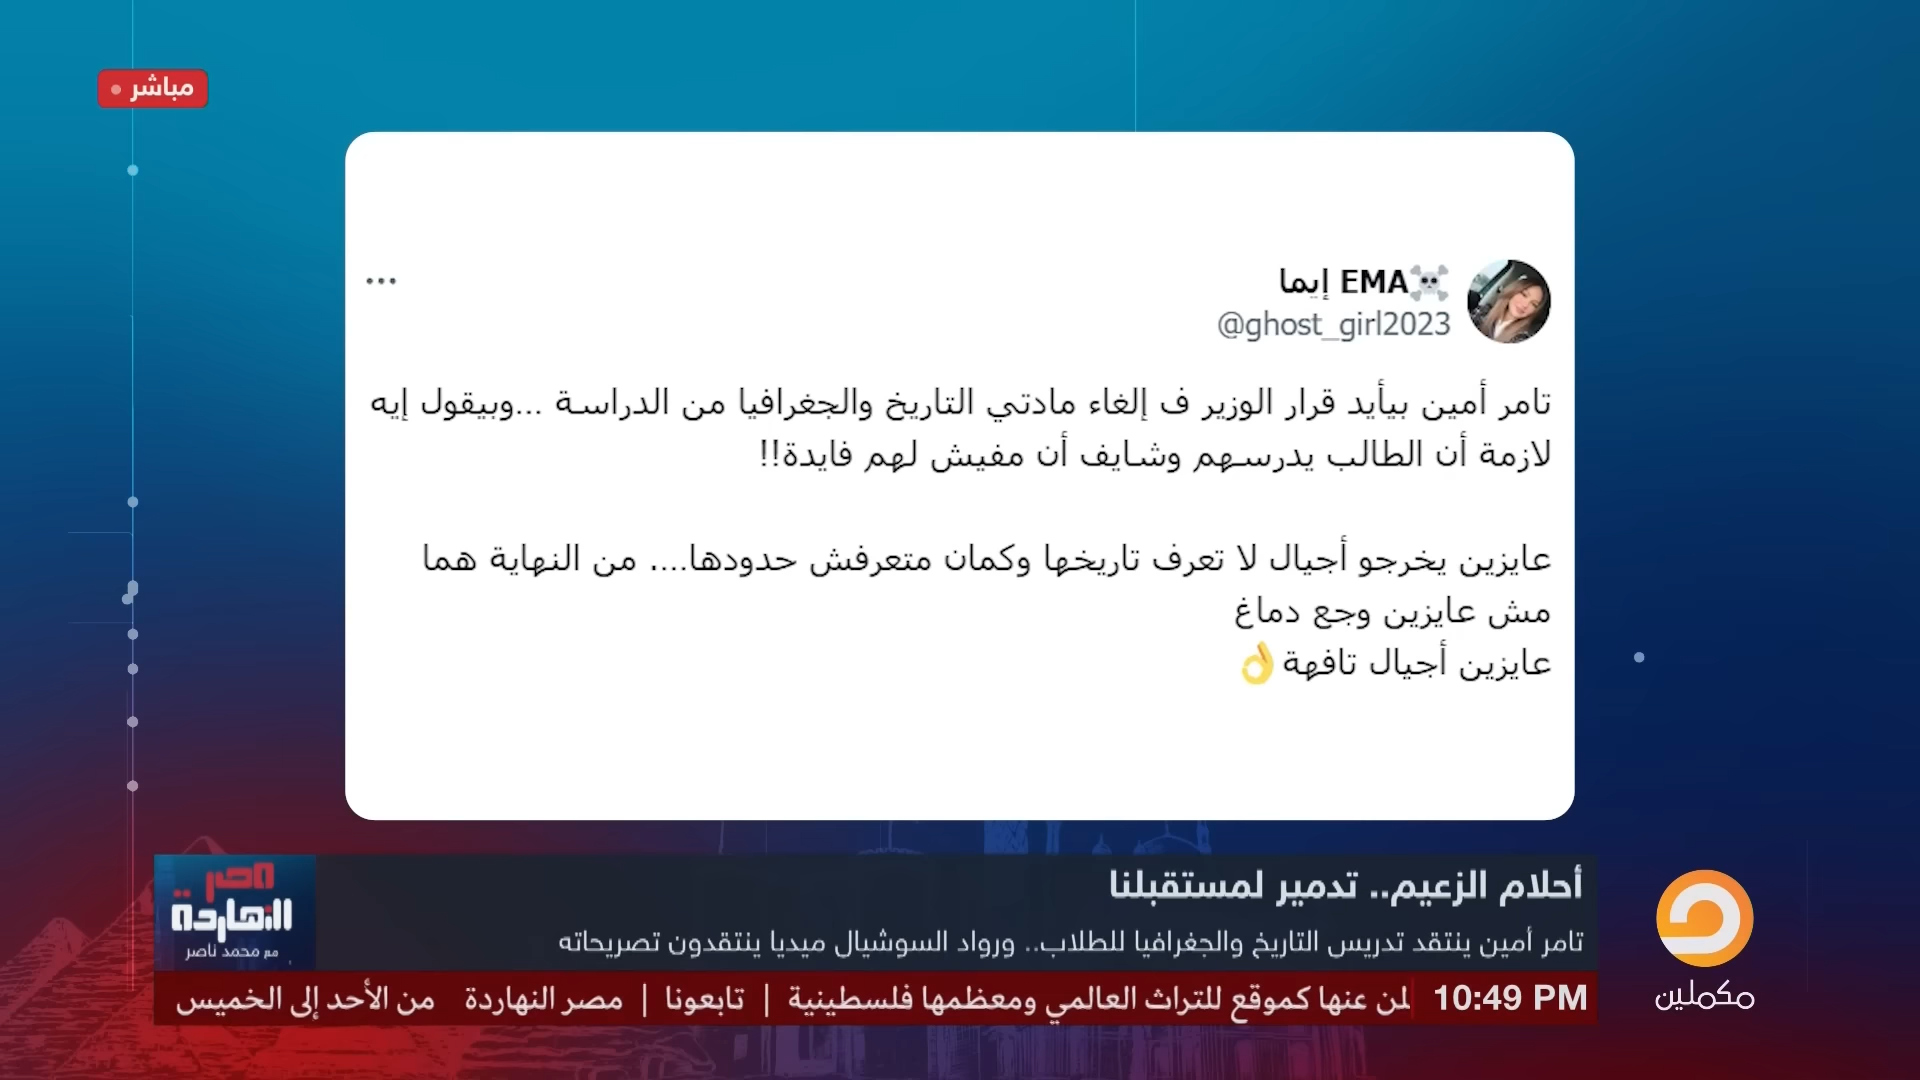 مباشر
إيما EMA☠
@ghost_girl2023
...
تامر أمين بيأيد قرار الوزير ف إلغاء مادتي التاريخ والجغرافيا من الدراسة ...وبيقول إيه
لازمة أن الطالب يدرسهم وشايف أن مفيش لهم فايدة!!
عايزين يخرجو أجيال لا تعرف تاريخها وكمان متعرفش حدودها.... من النهاية هما
مش عايزين وجع دماغ
عايزين أجيال تافهة👌
أحلام الزعيم.. تدمير لمستقبلنا
تامر أمين ينتقد تدريس التاريخ والجغرافيا للطلاب.. ورواد السوشيال ميديا ينتقدون تصريحاته
مصر
النهاردة
مع محمد ناصر
10:49 PM
لن عنها كموقع للتراث العالمي ومعظمها فلسطينية | تابعونا | مصر النهاردة من الأحد إلى الخميس
مكملين